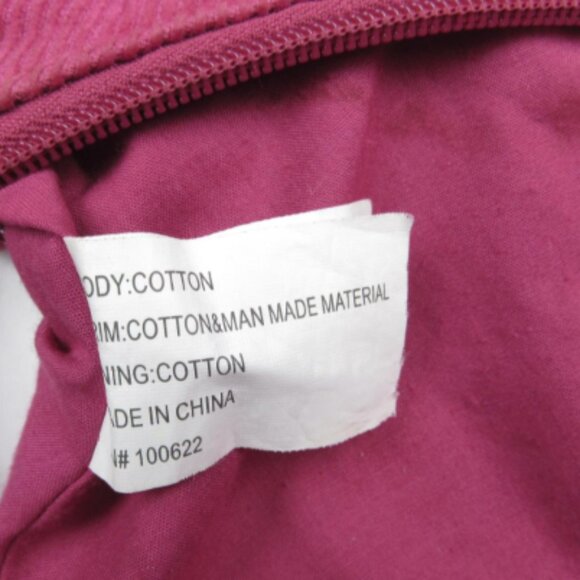 ODY:COTTON
RIM:COTTON&MAN MADE MATERIAL
NING:COTTON
ADE IN CHINA
# 100622